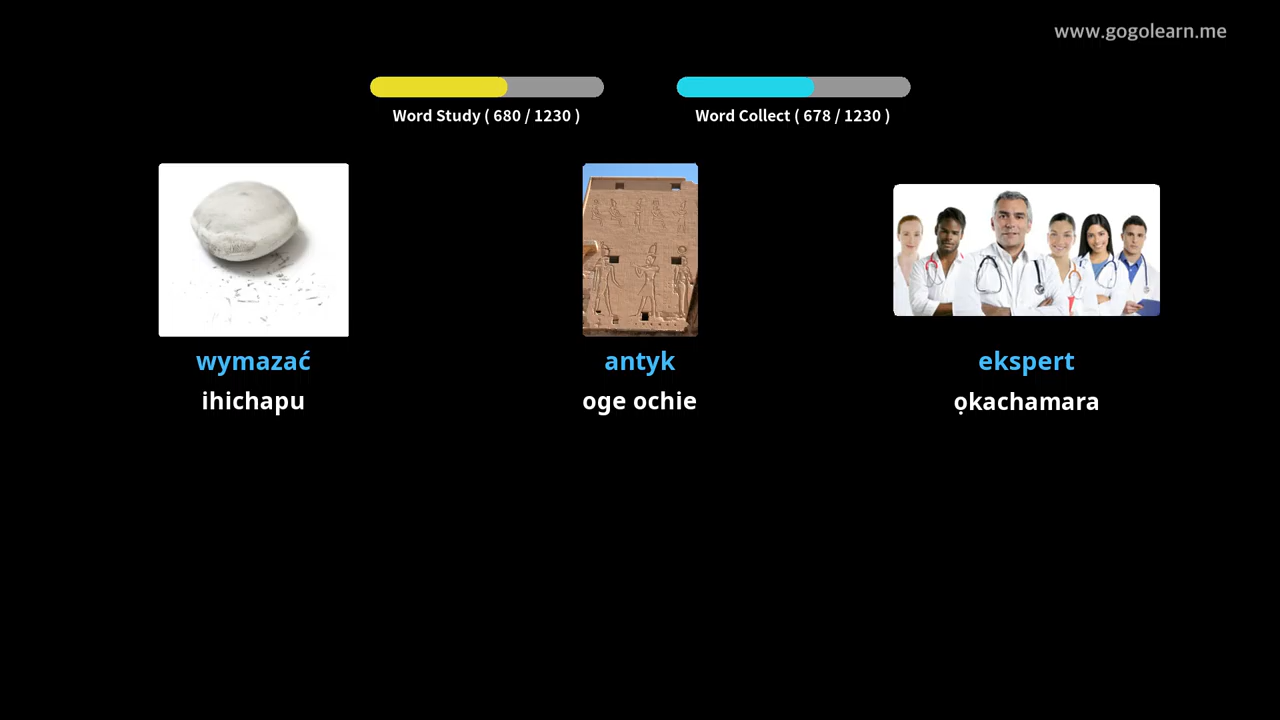 www.gogolearn.me
Word Study ( 680 / 1230 )
Word Collect ( 678 / 1230 )
wymazać
antyk
ekspert
ihichapu
oge ochie
ọkachamara